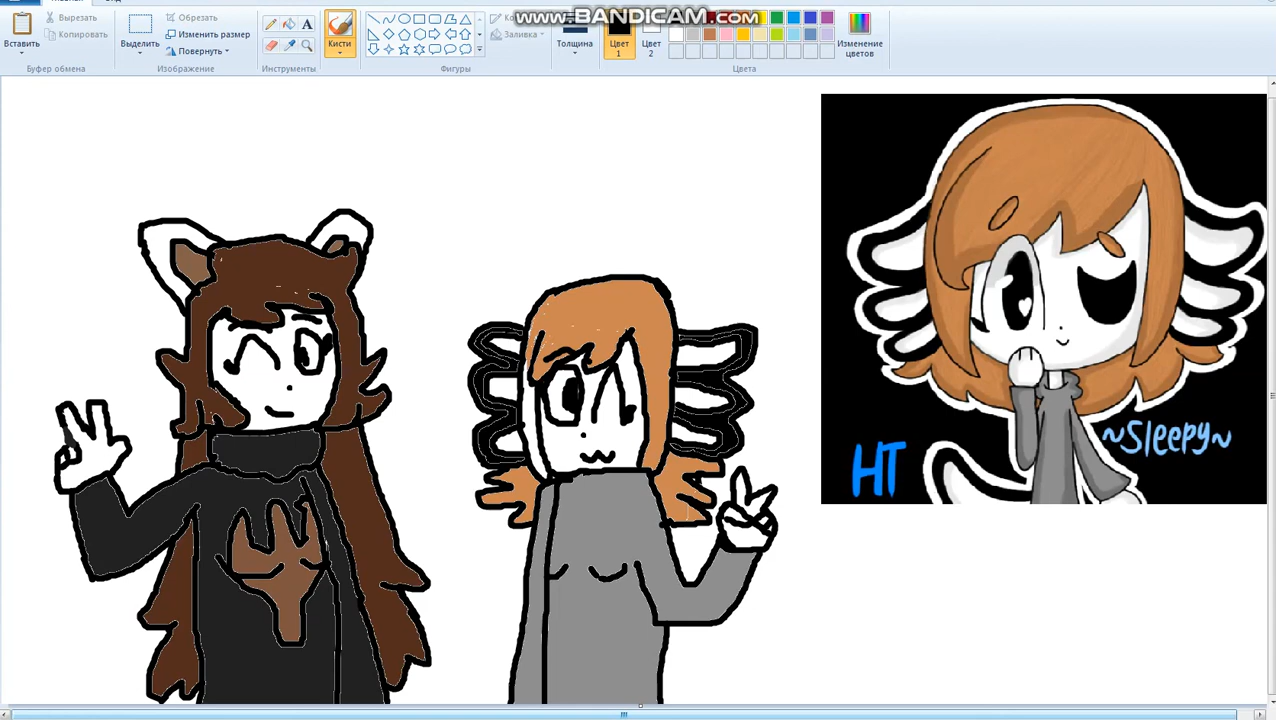 www.BANDICAM.com
Вставить
Вырезать
Копировать
Буфер обмена
Выделить
Обрезать
Изменить размер
Повернуть
Изображение
A
Инструменты
Кисти
Заливка
Фигуры
Толщина
Цвет 1
Цвет 2
Цвета
Изменение цветов
~Sleepy~
HT